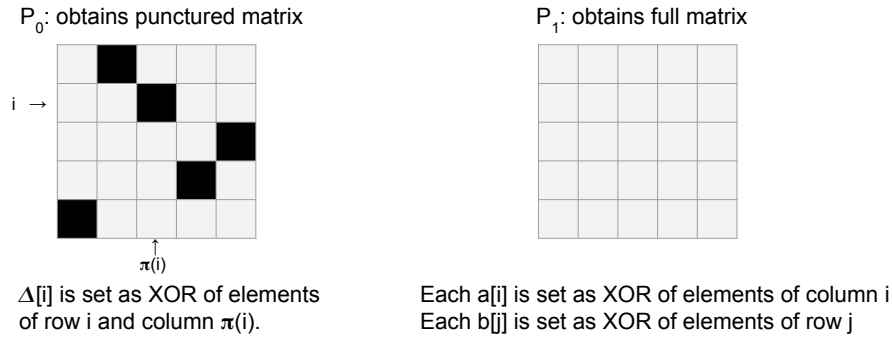 P₀: obtains punctured matrix
P₁: obtains full matrix
i →
↑
π(i)
Δ[i] is set as XOR of elements
of row i and column π(i).
Each a[i] is set as XOR of elements of column i
Each b[j] is set as XOR of elements of row j